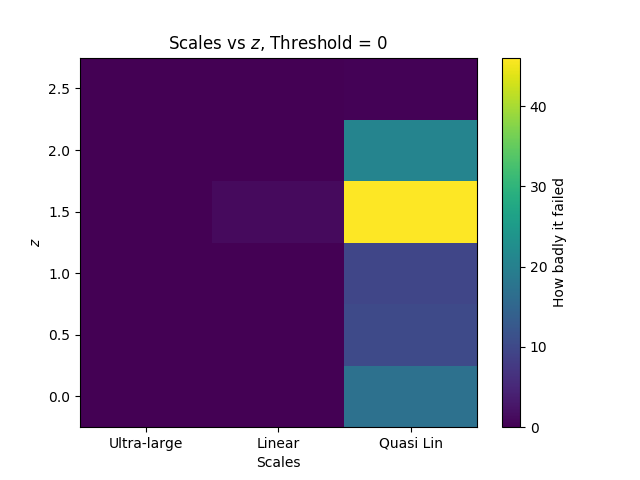 Scales vs z, Threshold = 0
2.5
2.0
1.5
1.0
0.5
0.0
z
Ultra-large
Linear
Quasi Lin
Scales
40
30
20
10
0
How badly it failed